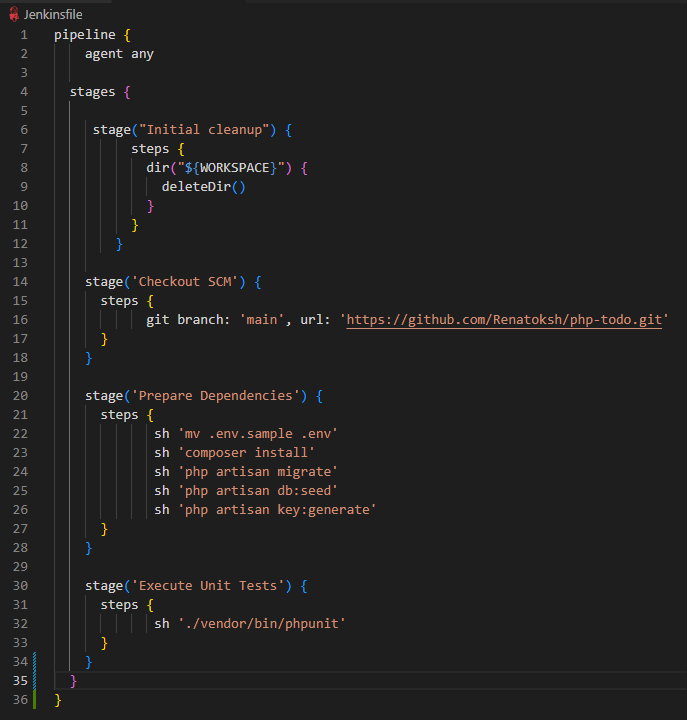 Jenkinsfile
1 pipeline {
2     agent any
3
4   stages {
5
6      stage("Initial cleanup") {
7           steps {
8             dir("${WORKSPACE}") {
9               deleteDir()
10             }
11           }
12         }
13
14     stage('Checkout SCM') {
15       steps {
16             git branch: 'main', url: 'https://github.com/Renatoksh/php-todo.git'
17       }
18     }
19
20     stage('Prepare Dependencies') {
21       steps {
22              sh 'mv .env.sample .env'
23              sh 'composer install'
24              sh 'php artisan migrate'
25              sh 'php artisan db:seed'
26              sh 'php artisan key:generate'
27       }
28     }
29
30     stage('Execute Unit Tests') {
31       steps {
32              sh './vendor/bin/phpunit'
33       }
34     }
35   }
36 }